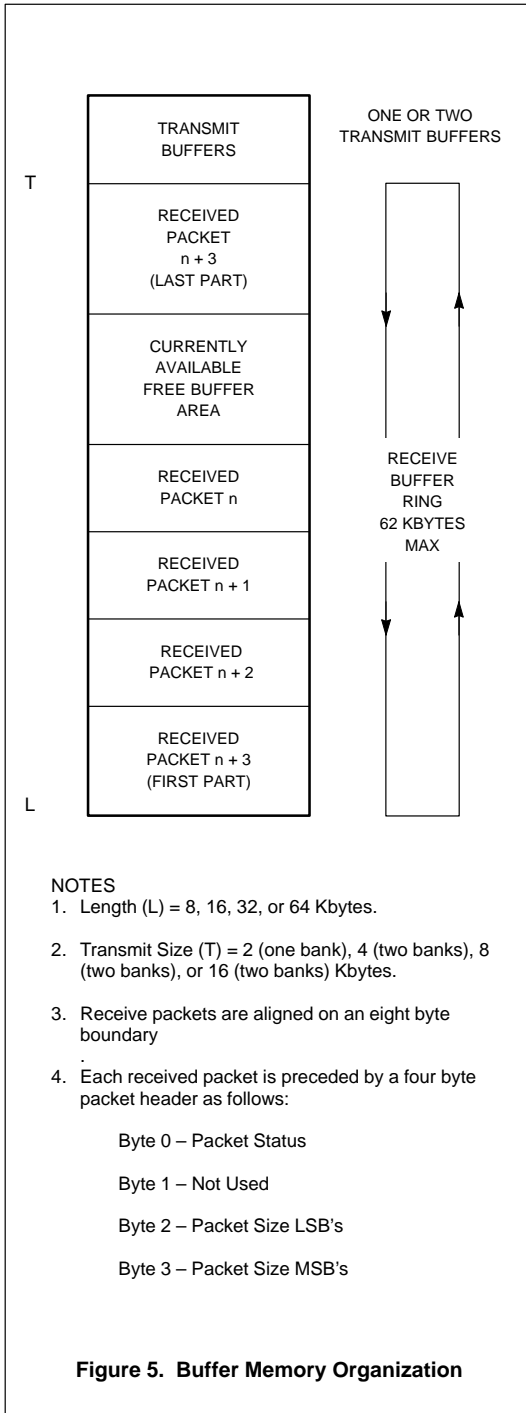 TRANSMIT
BUFFERS
ONE OR TWO
TRANSMIT BUFFERS
T
RECEIVED
PACKET
n + 3
(LAST PART)
CURRENTLY
AVAILABLE
FREE BUFFER
AREA
RECEIVED
PACKET n
RECEIVE
BUFFER
RING
62 KBYTES
MAX
RECEIVED
PACKET n + 1
RECEIVED
PACKET n + 2
RECEIVED
PACKET n + 3
(FIRST PART)
L
NOTES
1. Length (L) = 8, 16, 32, or 64 Kbytes.
2. Transmit Size (T) = 2 (one bank), 4 (two banks), 8
(two banks), or 16 (two banks) Kbytes.
3. Receive packets are aligned on an eight byte
boundary
.
4. Each received packet is preceded by a four byte
packet header as follows:
Byte 0 – Packet Status
Byte 1 – Not Used
Byte 2 – Packet Size LSB's
Byte 3 – Packet Size MSB's
Figure 5. Buffer Memory Organization